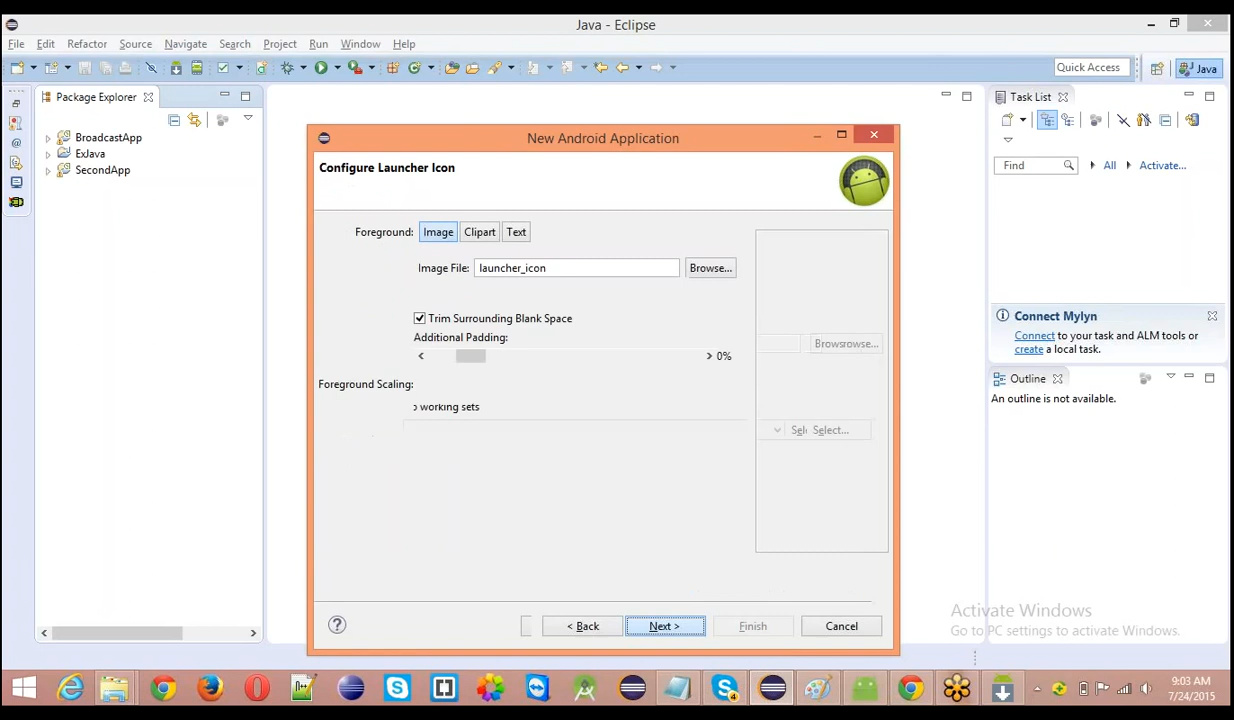 Java - Eclipse
File Edit Refactor Source Navigate Search Project Run Window Help
Quick Access
Java
Package Explorer
BroadcastApp
ExJava
SecondApp
New Android Application
Configure Launcher Icon
Foreground: Image Clipart Text
Image File: launcher_icon Browse...
Trim Surrounding Blank Space
Additional Padding:
0%
Foreground Scaling:
working sets
Select...
< Back Next > Finish Cancel
Task List
Find All Activate...
Connect Mylyn
Connect to your task and ALM tools or
create a local task.
Outline
An outline is not available.
Activate Windows
Go to PC settings to activate Windows.
4
9:03 AM
7/24/2015